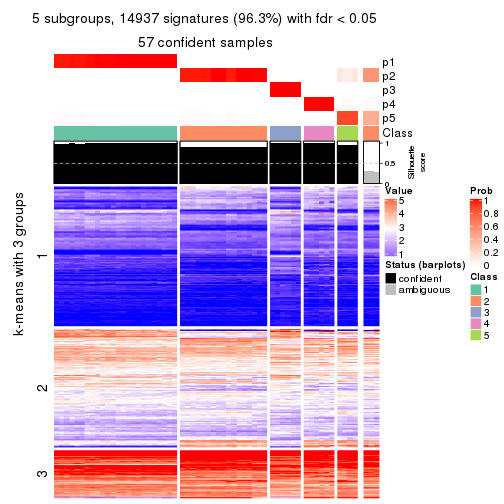 5 subgroups, 14937 signatures (96.3%) with fdr < 0.05
57 confident samples
p1
p2
p3
p4
p5
Class
1
0.5
0
Silhouette
score
k-means with 3 groups
1
2
3
Value
5
4
3
2
1
Status (barplots)
confident
ambiguous
Prob
1
0.8
0.6
0.4
0.2
0
Class
1
2
3
4
5